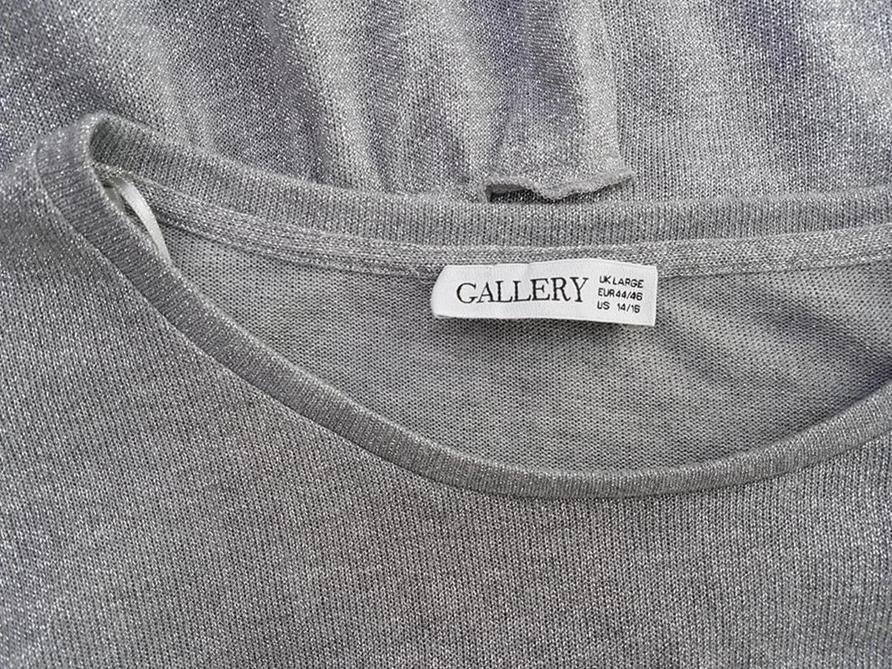 GALLERY
UK LARGE
EUR 44/46
US 14/16